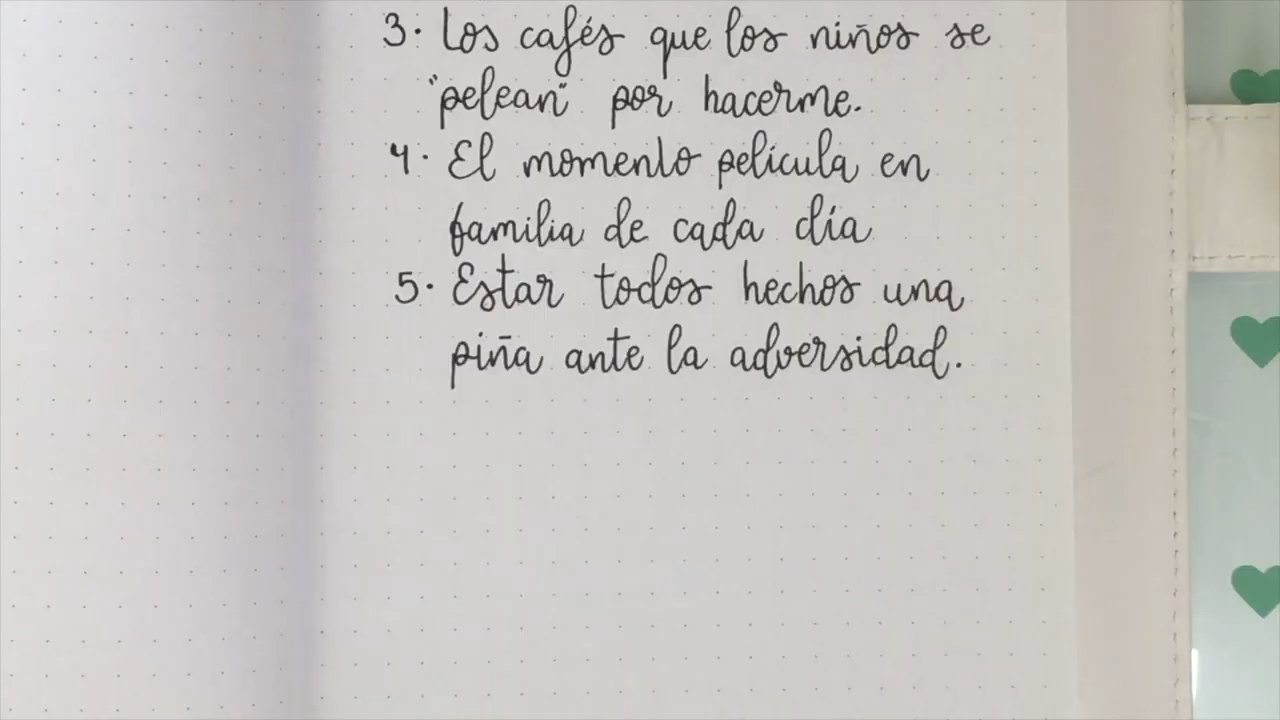 3. Los cafés que los niños se
"pelean" por hacerme.
4. El momento película en
familia de cada día
5. Estar todos hechos una
piña ante la adversidad.